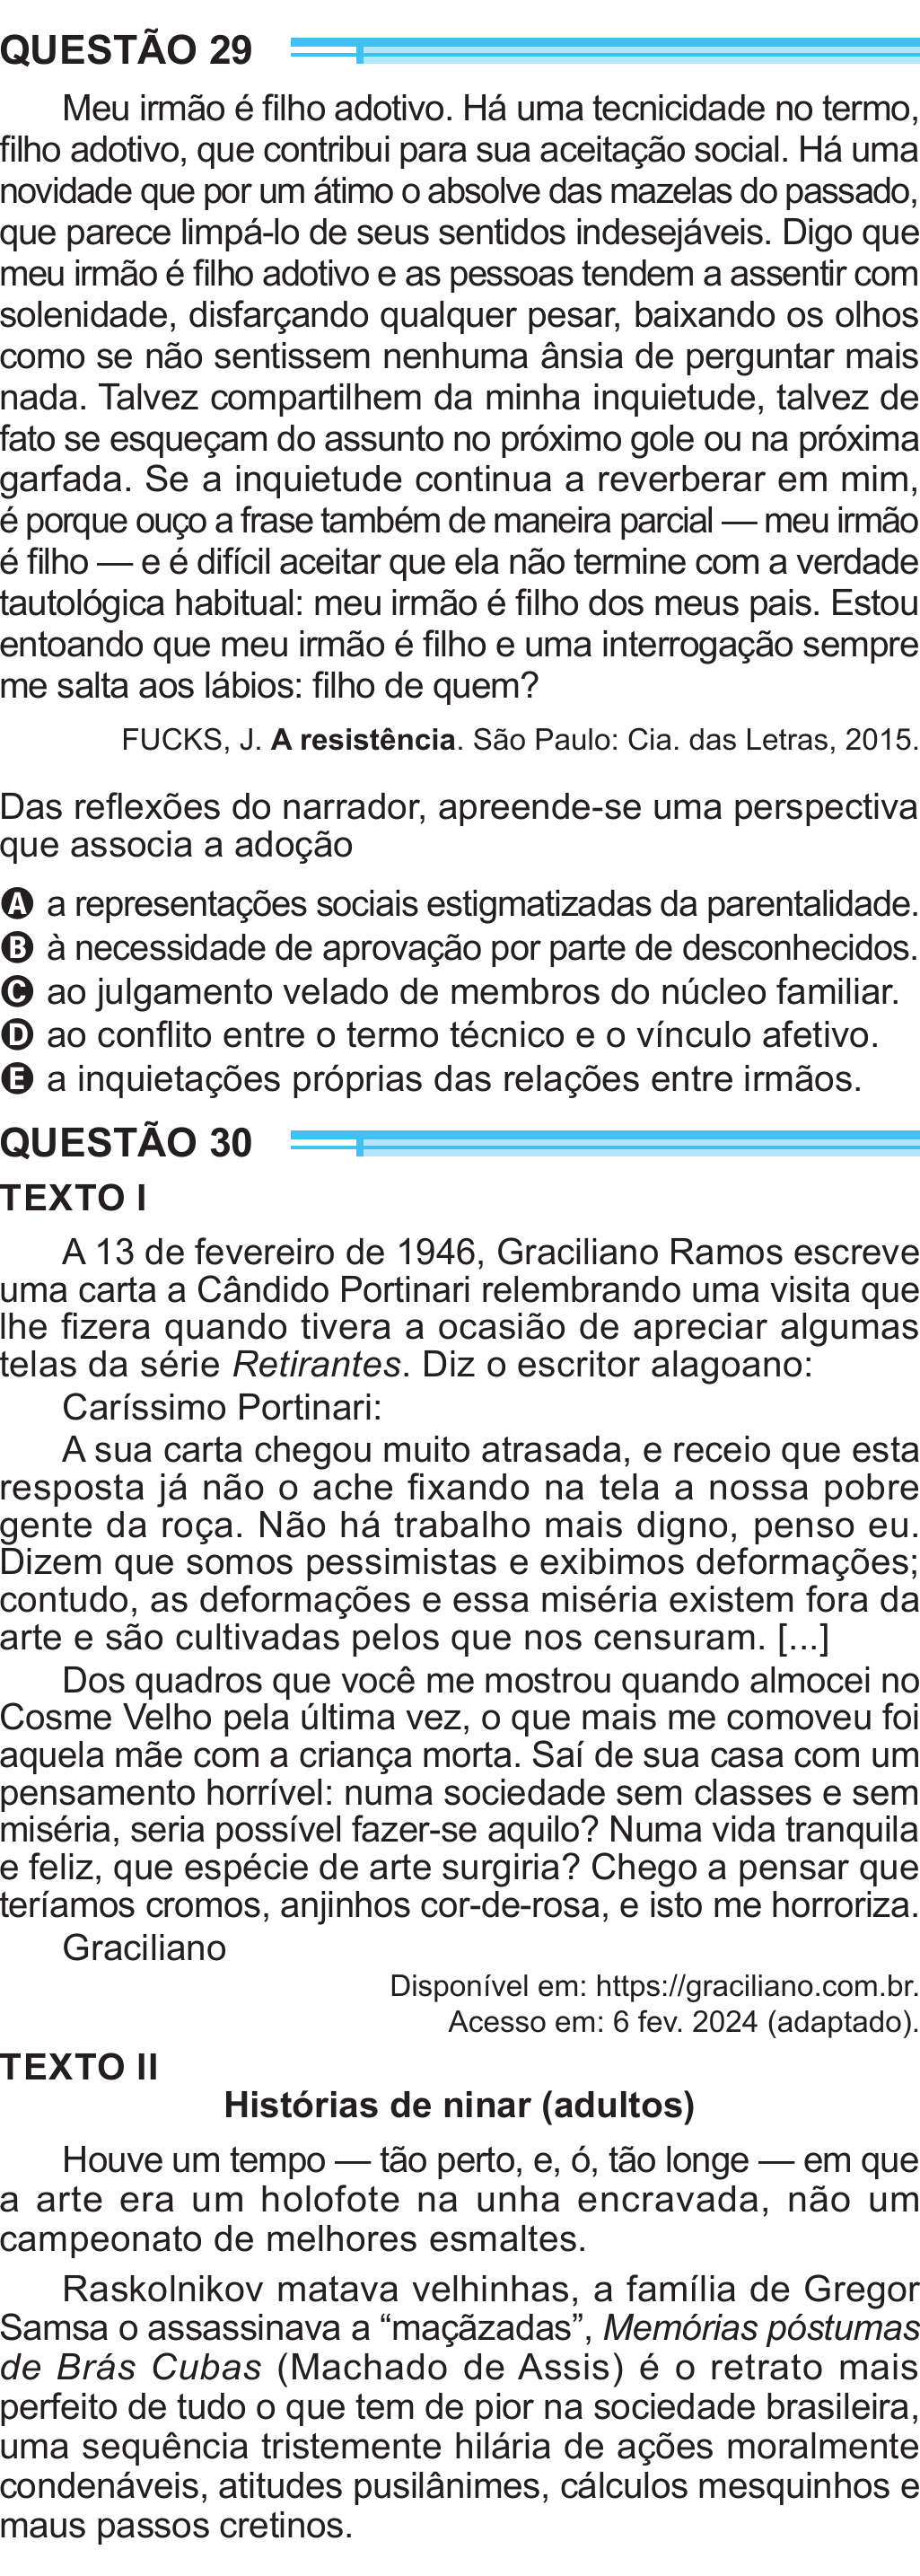 QUESTÃO 29
Meu irmão é filho adotivo. Há uma tecnicidade no termo,
filho adotivo, que contribui para sua aceitação social. Há uma
novidade que por um átimo o absolve das mazelas do passado,
que parece limpá-lo de seus sentidos indesejáveis. Digo que
meu irmão é filho adotivo e as pessoas tendem a assentir com
solenidade, disfarçando qualquer pesar, baixando os olhos
como se não sentissem nenhuma ânsia de perguntar mais
nada. Talvez compartilhem da minha inquietude, talvez de
fato se esqueçam do assunto no próximo gole ou na próxima
garfada. Se a inquietude continua a reverberar em mim,
é porque ouço a frase também de maneira parcial — meu irmão
é filho — e é difícil aceitar que ela não termine com a verdade
tautológica habitual: meu irmão é filho dos meus pais. Estou
entoando que meu irmão é filho e uma interrogação sempre
me salta aos lábios: filho de quem?
FUCKS, J. A resistência. São Paulo: Cia. das Letras, 2015.
Das reflexões do narrador, apreende-se uma perspectiva
que associa a adoção
A a representações sociais estigmatizadas da parentalidade.
B à necessidade de aprovação por parte de desconhecidos.
C ao julgamento velado de membros do núcleo familiar.
D ao conflito entre o termo técnico e o vínculo afetivo.
E a inquietações próprias das relações entre irmãos.
QUESTÃO 30
TEXTO I
A 13 de fevereiro de 1946, Graciliano Ramos escreve
uma carta a Cândido Portinari relembrando uma visita que
lhe fizera quando tivera a ocasião de apreciar algumas
telas da série Retirantes. Diz o escritor alagoano:
Caríssimo Portinari:
A sua carta chegou muito atrasada, e receio que esta
resposta já não o ache fixando na tela a nossa pobre
gente da roça. Não há trabalho mais digno, penso eu.
Dizem que somos pessimistas e exibimos deformações;
contudo, as deformações e essa miséria existem fora da
arte e são cultivadas pelos que nos censuram. [...]
Dos quadros que você me mostrou quando almocei no
Cosme Velho pela última vez, o que mais me comoveu foi
aquela mãe com a criança morta. Saí de sua casa com um
pensamento horrível: numa sociedade sem classes e sem
miséria, seria possível fazer-se aquilo? Numa vida tranquila
e feliz, que espécie de arte surgiria? Chego a pensar que
teríamos cromos, anjinhos cor-de-rosa, e isto me horroriza.
Graciliano
Disponível em: https://graciliano.com.br.
Acesso em: 6 fev. 2024 (adaptado).
TEXTO II
Histórias de ninar (adultos)
Houve um tempo — tão perto, e, ó, tão longe — em que
a arte era um holofote na unha encravada, não um
campeonato de melhores esmaltes.
Raskolnikov matava velhinhas, a família de Gregor
Samsa o assassinava a “maçãzadas”, Memórias póstumas
de Brás Cubas (Machado de Assis) é o retrato mais
perfeito de tudo o que tem de pior na sociedade brasileira,
uma sequência tristemente hilária de ações moralmente
condenáveis, atitudes pusilânimes, cálculos mesquinhos e
maus passos cretinos.